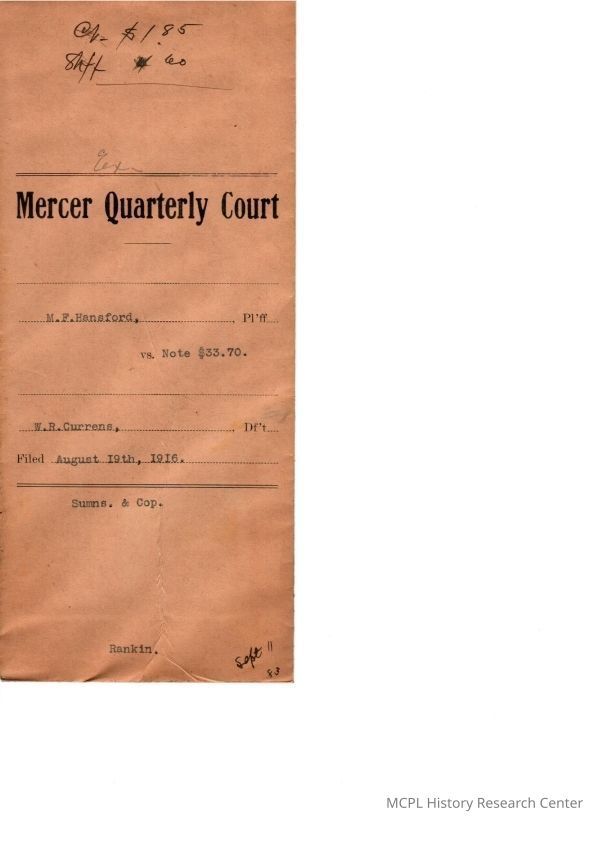 $1.85
Shff 60
Ex
Mercer Quarterly Court
M.F.Hansford, Pl'ff
vs. Note $33.70.
W.R.Currens, Df't
Filed August 19th, 1916.
Sumns. & Cop.
Rankin.
Sept 11
83
MCPL History Research Center